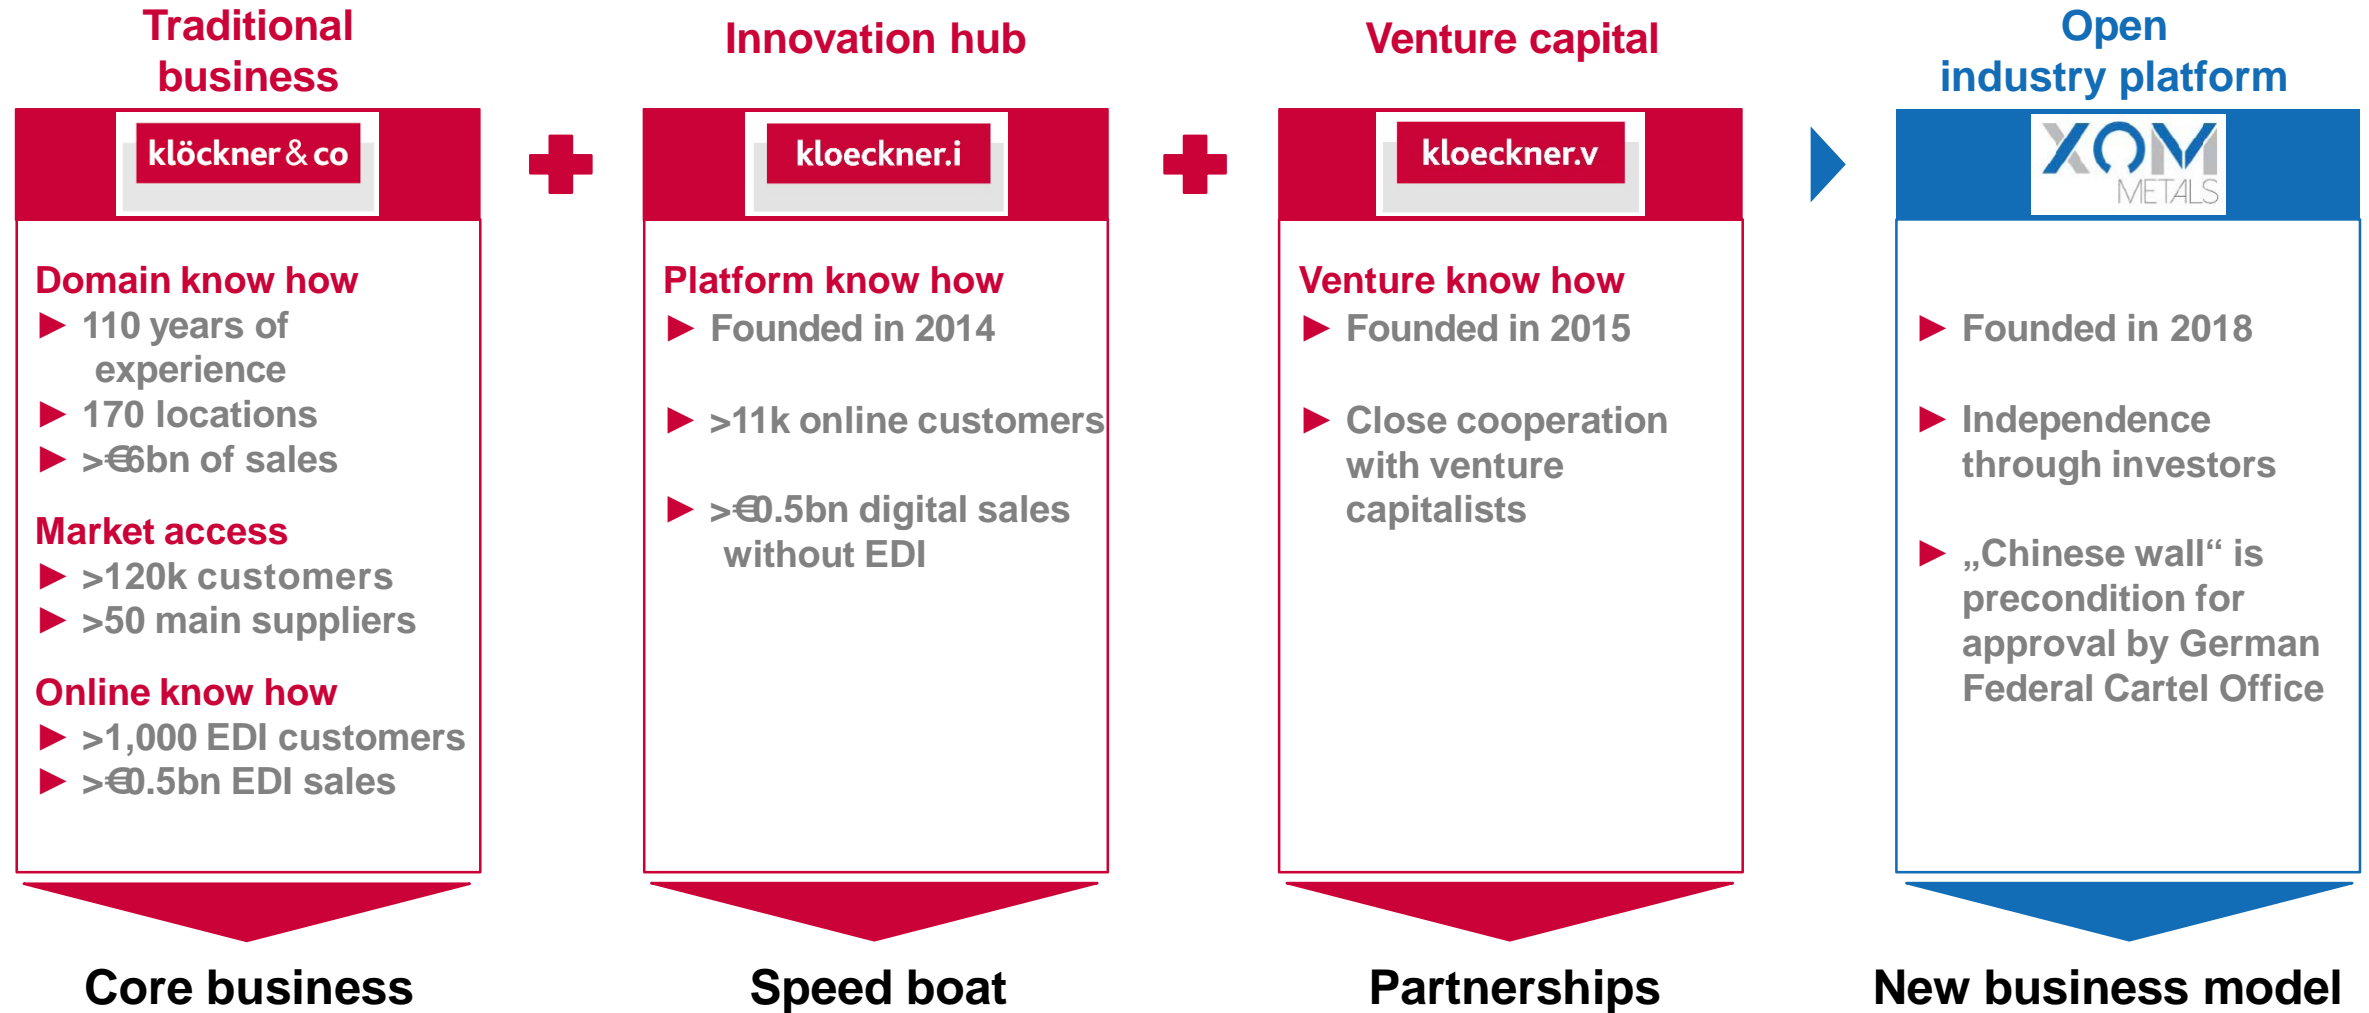 Traditional
business
klöckner & co
Domain know how
► 110 years of
experience
► 170 locations
► >€6bn of sales
Market access
► >120k customers
► >50 main suppliers
Online know how
► >1,000 EDI customers
► >€0.5bn EDI sales
Core business
Innovation hub
kloeckner.i
Platform know how
► Founded in 2014
► >11k online customers
► >€0.5bn digital sales
without EDI
Speed boat
Venture capital
kloeckner.v
Venture know how
► Founded in 2015
► Close cooperation
with venture
capitalists
Partnerships
Open
industry platform
XOM
METALS
► Founded in 2018
► Independence
through investors
► „Chinese wall“ is
precondition for
approval by German
Federal Cartel Office
New business model